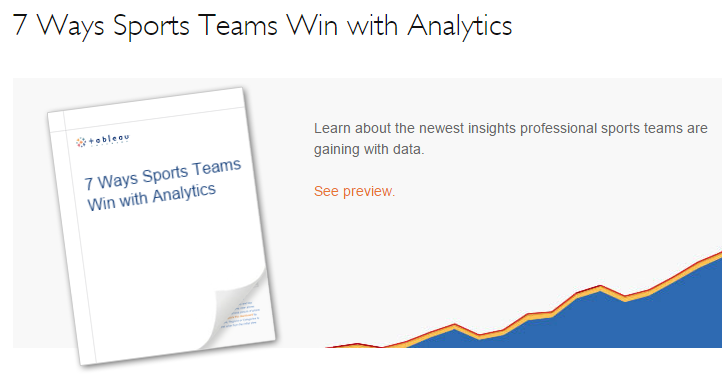 7 Ways Sports Teams Win with Analytics
+ableau
7 Ways Sports Teams
Win with Analytics
Learn about the newest insights professional sports teams are
gaining with data.
See preview.